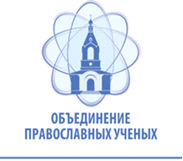 ОБЪЕДИНЕНИЕ
ПРАВОСЛАВНЫХ УЧЕНЫХ